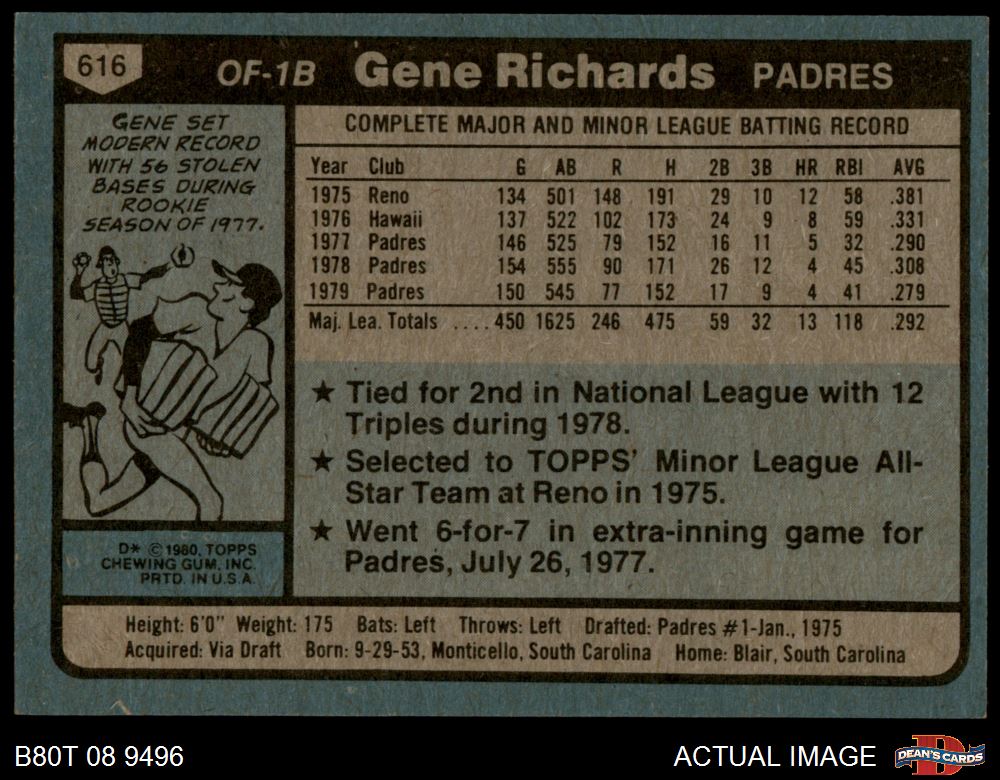 616 OF-1B Gene Richards PADRES
GENE SET
MODERN RECORD
WITH 56 STOLEN
BASES DURING
ROOKIE
SEASON OF 1977.
COMPLETE MAJOR AND MINOR LEAGUE BATTING RECORD
Year Club G AB R H 2B 3B HR RBI AVG
1975 Reno 134 501 148 191 29 10 12 58 .381
1976 Hawaii 137 522 102 173 24 9 8 59 .331
1977 Padres 146 525 79 152 16 11 5 32 .290
1978 Padres 154 555 90 171 26 12 4 45 .308
1979 Padres 150 545 77 152 17 9 4 41 .279
Maj. Lea. Totals ....450 1625 246 475 59 32 13 118 .292
★ Tied for 2nd in National League with 12
Triples during 1978.
★ Selected to TOPPS' Minor League All-
Star Team at Reno in 1975.
★ Went 6-for-7 in extra-inning game for
Padres, July 26, 1977.
D* © 1980, TOPPS
CHEWING GUM, INC.
PRTD. IN U.S.A.
Height: 6'0" Weight: 175 Bats: Left Throws: Left Drafted: Padres #1-Jan., 1975
Acquired: Via Draft Born: 9-29-53, Monticello, South Carolina Home: Blair, South Carolina
B80T 08 9496
ACTUAL IMAGE
D
DEAN'S CARDS